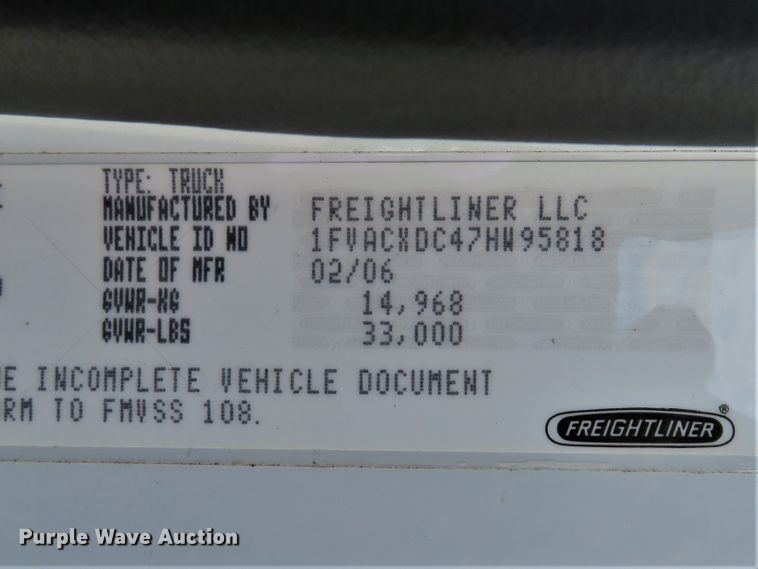 TYPE: TRUCK
MANUFACTURED BY FREIGHTLINER LLC
VEHICLE ID NO 1FVACXDC47HW95818
DATE OF MFR 02/06
GVWR-KG 14,968
GVWR-LBS 33,000
INCOMPLETE VEHICLE DOCUMENT
TO FMVSS 108.
FREIGHTLINER®
Purple Wave Auction